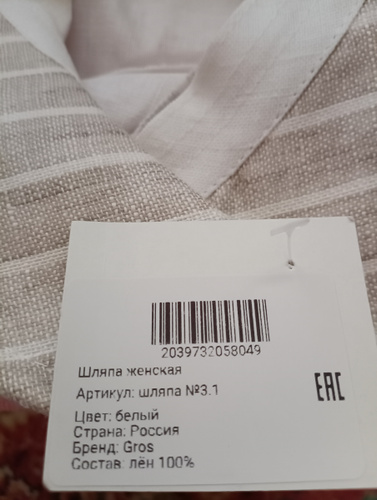 2039732058049
Шляпа женская
Артикул: шляпа №3.1
EAC
Цвет: белый
Страна: Россия
Бренд: Gros
Состав: лён 100%